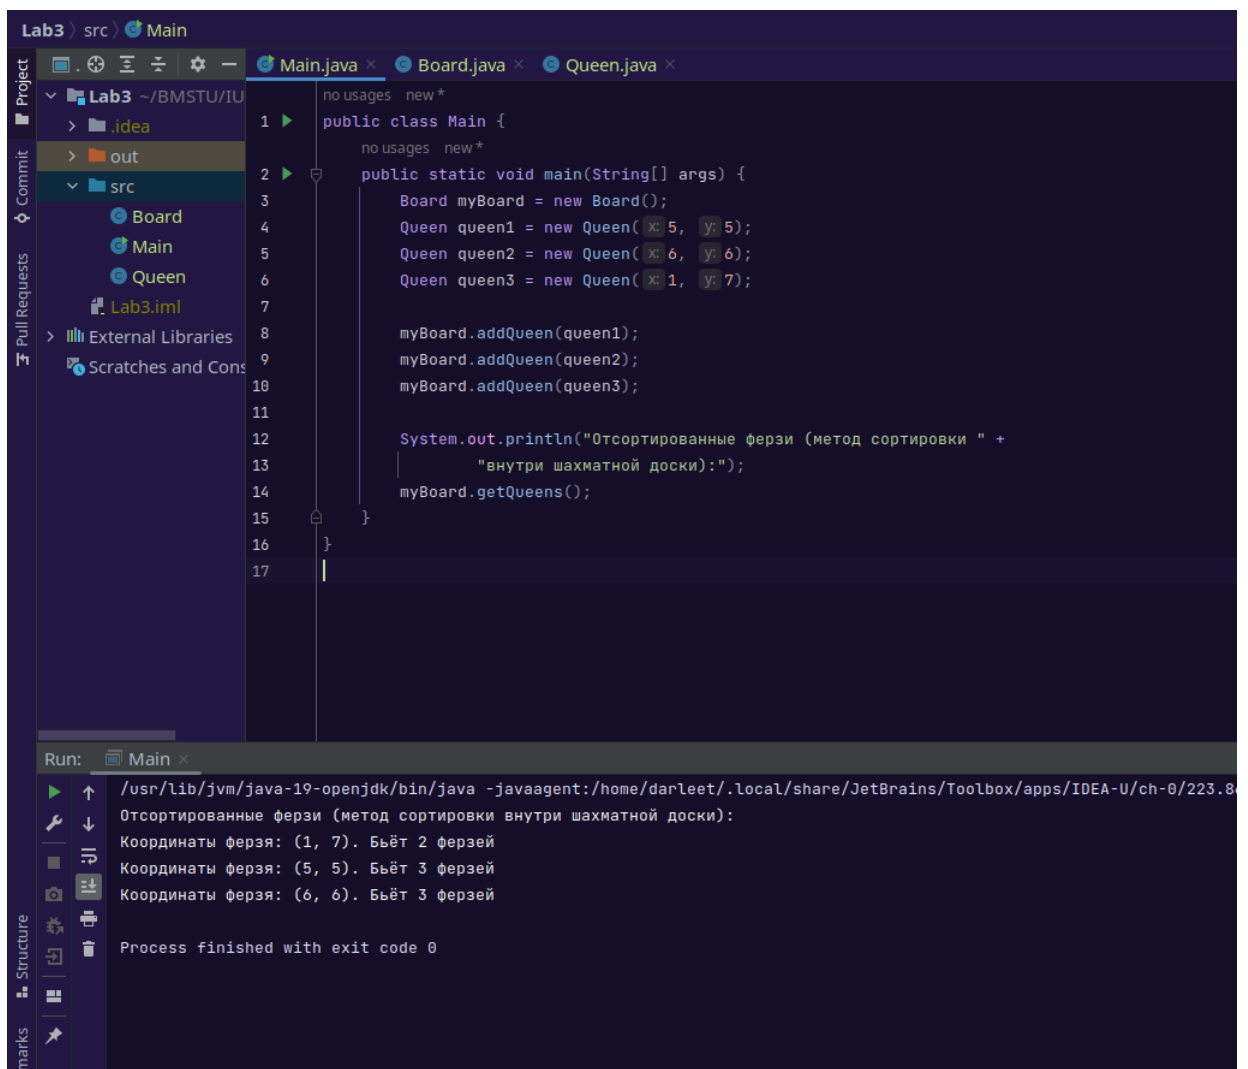 Lab3 〉 src 〉 Main
Project
Commit
Pull Requests
Structure
marks
Lab3 ~/BMSTU/IU
.idea
out
src
Board
Main
Queen
Lab3.iml
External Libraries
Scratches and Cons
Main.java × Board.java × Queen.java ×
no usages new *
1 public class Main {
no usages new *
2 public static void main(String[] args) {
3 Board myBoard = new Board();
4 Queen queen1 = new Queen( x: 5, y: 5);
5 Queen queen2 = new Queen( x: 6, y: 6);
6 Queen queen3 = new Queen( x: 1, y: 7);
7
8 myBoard.addQueen(queen1);
9 myBoard.addQueen(queen2);
10 myBoard.addQueen(queen3);
11
12 System.out.println("Отсортированные ферзи (метод сортировки " +
13 "внутри шахматной доски):");
14 myBoard.getQueens();
15 }
16 }
17
Run: Main ×
/usr/lib/jvm/java-19-openjdk/bin/java -javaagent:/home/darleet/.local/share/JetBrains/Toolbox/apps/IDEA-U/ch-0/223.8
Отсортированные ферзи (метод сортировки внутри шахматной доски):
Координаты ферзя: (1, 7). Бьёт 2 ферзей
Координаты ферзя: (5, 5). Бьёт 3 ферзей
Координаты ферзя: (6, 6). Бьёт 3 ферзей
Process finished with exit code 0